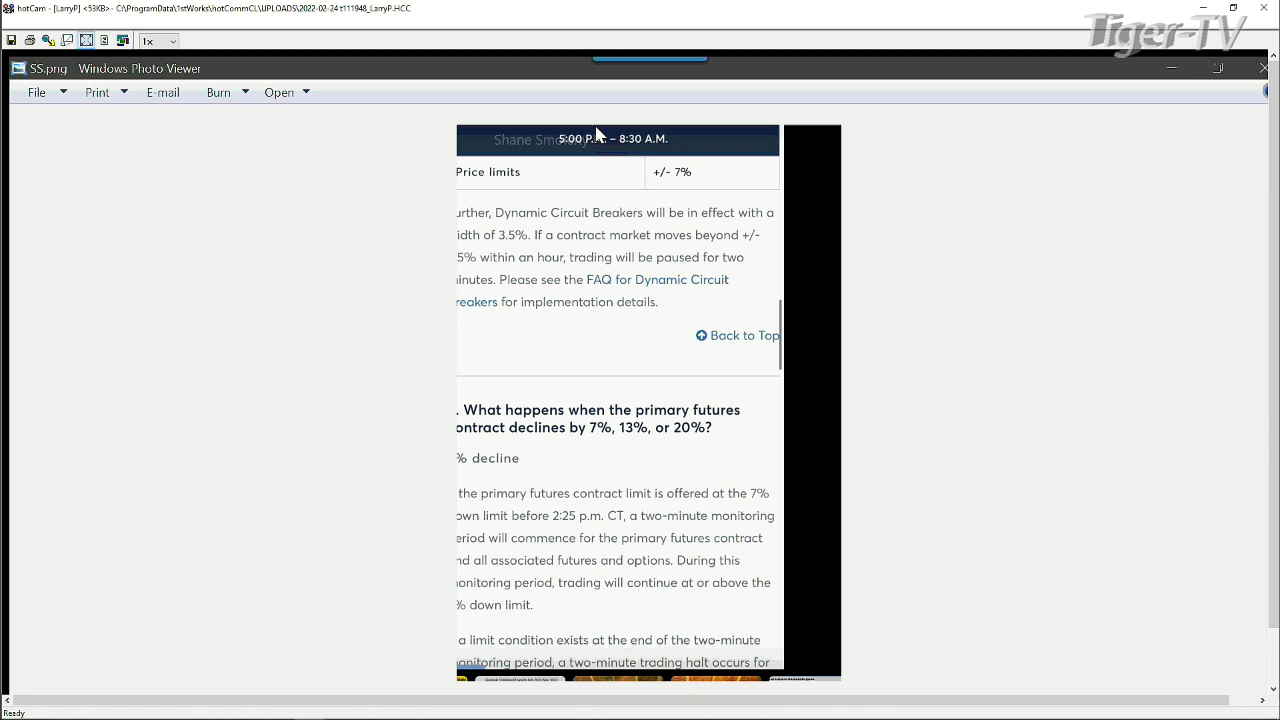 hotCam - [LarryP] <53KB> - C:\ProgramData\1stWorks\hotCommCL\UPLOADS\2022-02-24 t111948_LarryP.HCC
1x
Tiger-TV
SS.png - Windows Photo Viewer
File Print E-mail Burn Open
Shane Smo
5:00 P. . – 8:30 A.M.
Price limits +/- 7%
urther, Dynamic Circuit Breakers will be in effect with a
idth of 3.5%. If a contract market moves beyond +/-
.5% within an hour, trading will be paused for two
inutes. Please see the FAQ for Dynamic Circuit
reakers for implementation details.
Back to Top
. What happens when the primary futures
ontract declines by 7%, 13%, or 20%?
% decline
the primary futures contract limit is offered at the 7%
own limit before 2:25 p.m. CT, a two-minute monitoring
eriod will commence for the primary futures contract
nd all associated futures and options. During this
onitoring period, trading will continue at or above the
% down limit.
a limit condition exists at the end of the two-minute
onitoring period, a two-minute trading halt occurs for
Ready